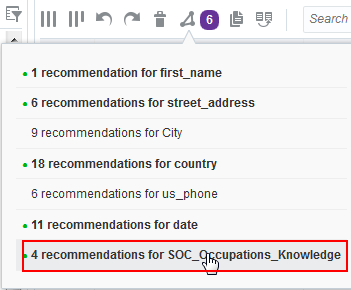 6
Search
1 recommendation for first_name
6 recommendations for street_address
9 recommendations for City
18 recommendations for country
6 recommendations for us_phone
11 recommendations for date
4 recommendations for SOC_Occupations_Knowledge